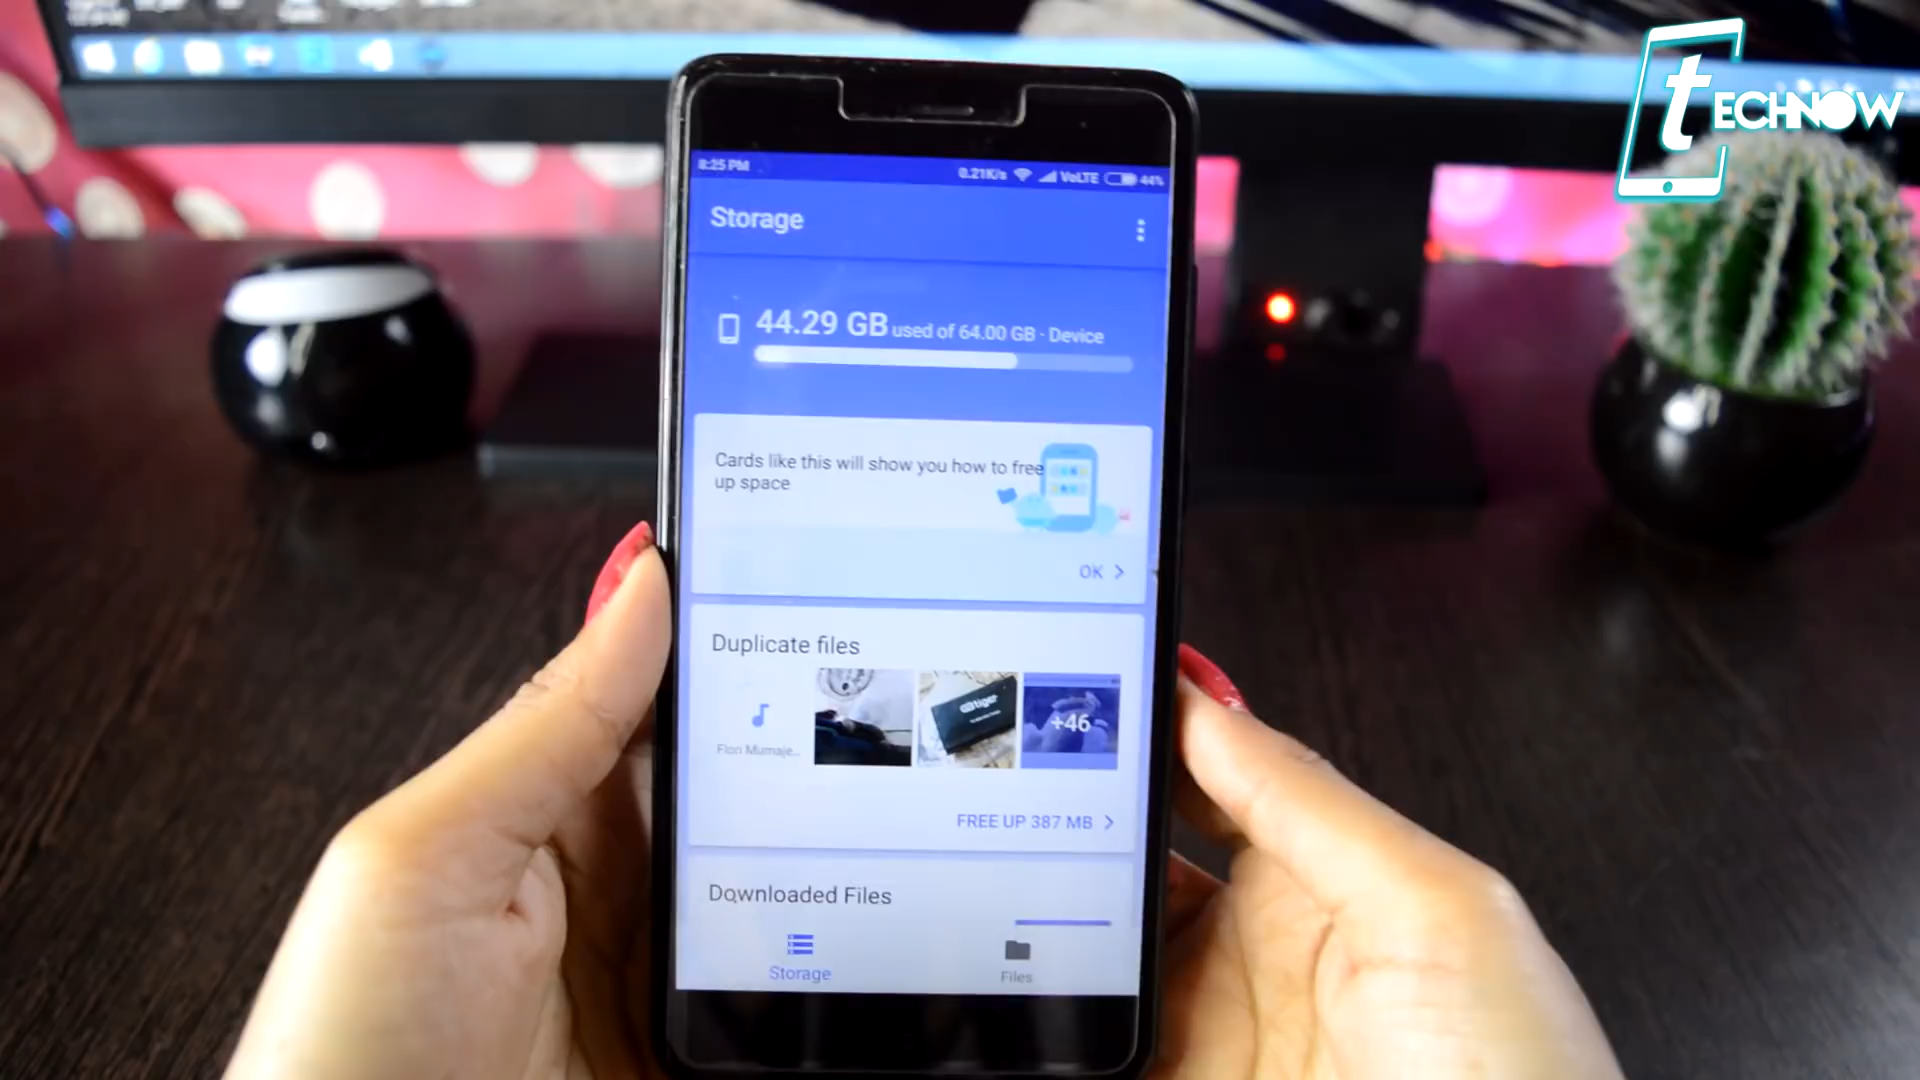 tECHNOW
8:25 PM
0.21K/s VoLTE 44%
Storage
44.29 GB used of 64.00 GB · Device
Cards like this will show you how to free
up space
OK
Duplicate files
+46
Flori Mumaje...
FREE UP 387 MB
Downloaded Files
Storage
Files